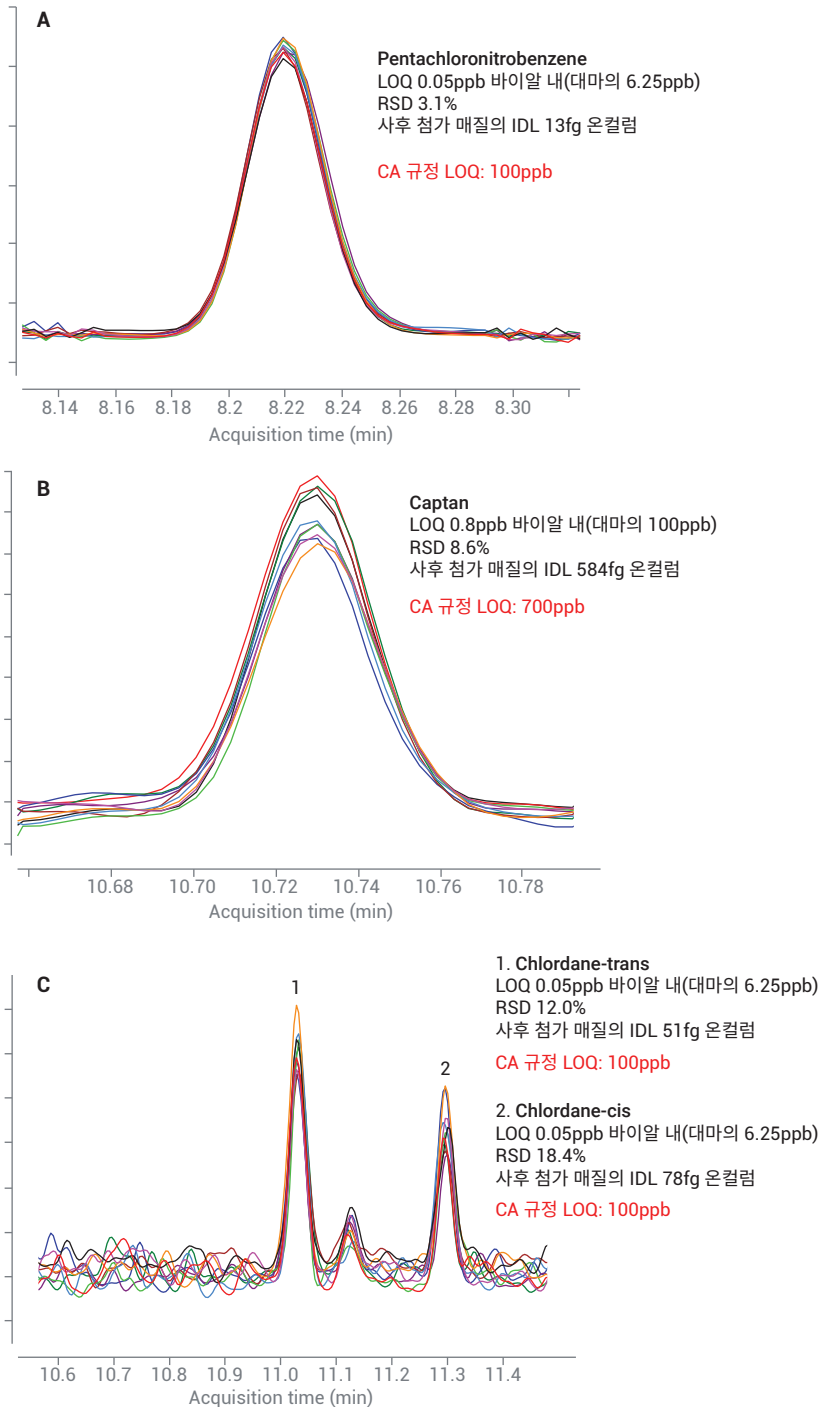 A
Pentachloronitrobenzene
LOQ 0.05ppb 바이알 내(대마의 6.25ppb)
RSD 3.1%
사후 첨가 매질의 IDL 13fg 온컬럼
CA 규정 LOQ: 100ppb
8.14 8.16 8.18 8.2 8.22 8.24 8.26 8.28 8.30
Acquisition time (min)
B
Captan
LOQ 0.8ppb 바이알 내(대마의 100ppb)
RSD 8.6%
사후 첨가 매질의 IDL 584fg 온컬럼
CA 규정 LOQ: 700ppb
10.68 10.70 10.72 10.74 10.76 10.78
Acquisition time (min)
C
1
2
1. Chlordane-trans
LOQ 0.05ppb 바이알 내(대마의 6.25ppb)
RSD 12.0%
사후 첨가 매질의 IDL 51fg 온컬럼
CA 규정 LOQ: 100ppb
2. Chlordane-cis
LOQ 0.05ppb 바이알 내(대마의 6.25ppb)
RSD 18.4%
사후 첨가 매질의 IDL 78fg 온컬럼
CA 규정 LOQ: 100ppb
10.6 10.7 10.8 10.9 11.0 11.1 11.2 11.3 11.4
Acquisition time (min)